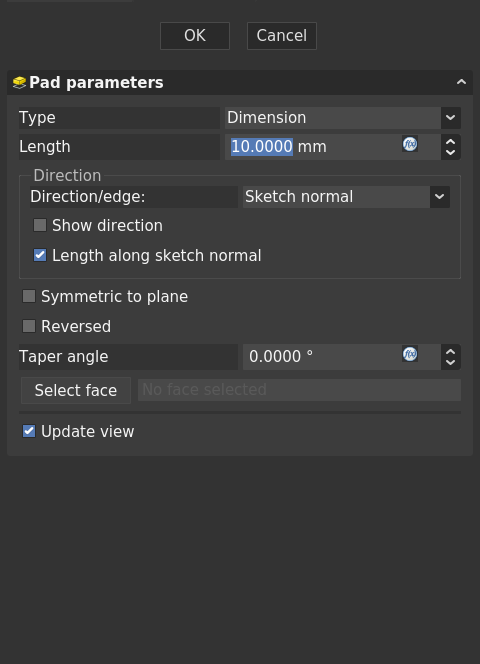 OK Cancel
Pad parameters
Type Dimension
Length 10.0000 mm f(x)
Direction
Direction/edge: Sketch normal
Show direction
Length along sketch normal
Symmetric to plane
Reversed
Taper angle 0.0000 ° f(x)
Select face No face selected
Update view